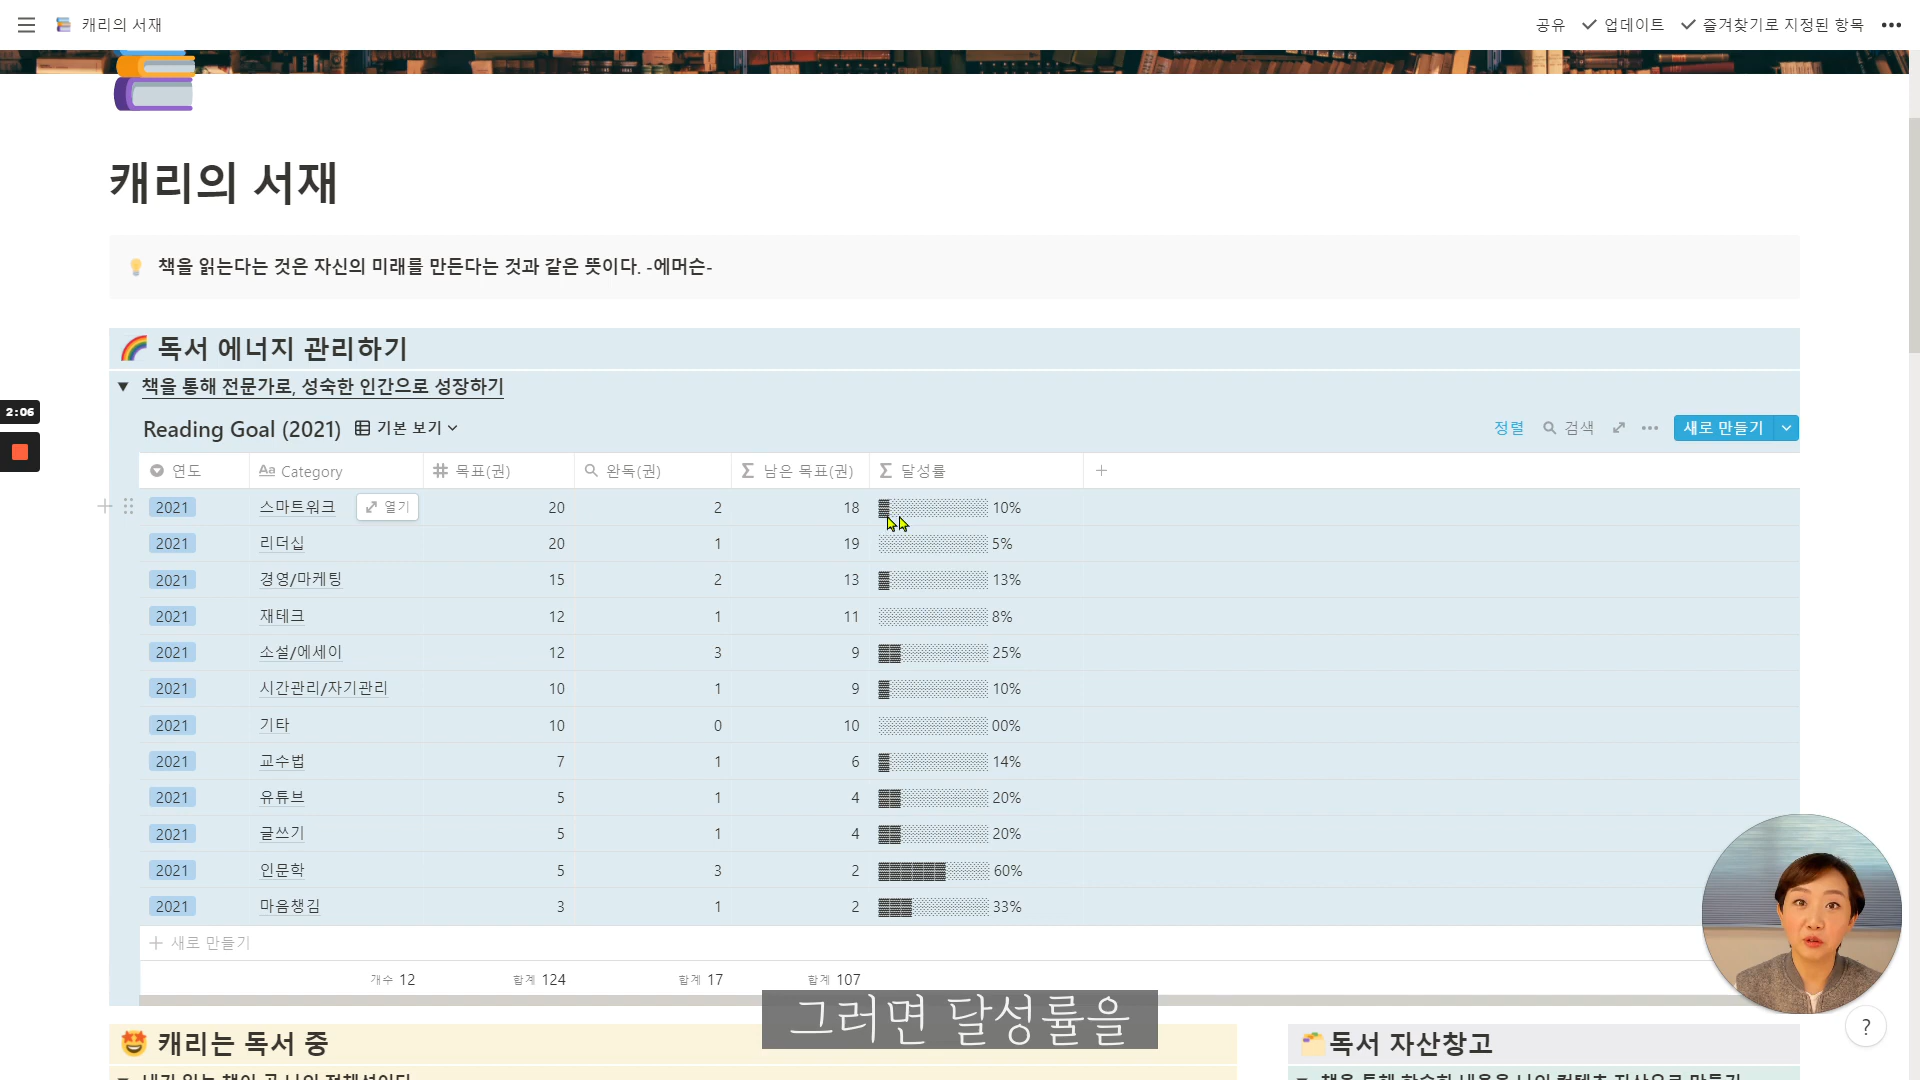 캐리의 서재
공유 업데이트 즐겨찾기로 지정된 항목
캐리의 서재
책을 읽는다는 것은 자신의 미래를 만든다는 것과 같은 뜻이다. -에머슨-
독서 에너지 관리하기
책을 통해 전문가로, 성숙한 인간으로 성장하기
Reading Goal (2021) 기본 보기
정렬 검색 새로 만들기
연도 Aa Category 목표(권) 완독(권) 남은 목표(권) 달성률
2021 스마트워크 열기 20 2 18 10%
2021 리더십 20 1 19 5%
2021 경영/마케팅 15 2 13 13%
2021 재테크 12 1 11 8%
2021 소설/에세이 12 3 9 25%
2021 시간관리/자기관리 10 1 9 10%
2021 기타 10 0 10 00%
2021 교수법 7 1 6 14%
2021 유튜브 5 1 4 20%
2021 글쓰기 5 1 4 20%
2021 인문학 5 3 2 60%
2021 마음챙김 3 1 2 33%
새로 만들기
개수 12 합계 124 합계 17 합계 107
2:06
그러면 달성률을
캐리는 독서 중
독서 자산창고
?